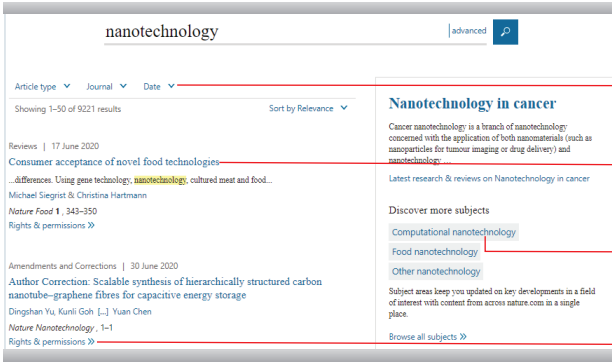 nanotechnology
advanced
Article type Journal Date
Showing 1–50 of 9221 results Sort by Relevance
Reviews | 17 June 2020
Consumer acceptance of novel food technologies
...differences. Using gene technology, nanotechnology, cultured meat and food...
Michael Siegrist & Christina Hartmann
Nature Food 1 , 343–350
Rights & permissions »
Amendments and Corrections | 30 June 2020
Author Correction: Scalable synthesis of hierarchically structured carbon
nanotube–graphene fibres for capacitive energy storage
Dingshan Yu, Kunli Goh [...] Yuan Chen
Nature Nanotechnology , 1–1
Rights & permissions »
Nanotechnology in cancer
Cancer nanotechnology is a branch of nanotechnology
concerned with the application of both nanomaterials (such as
nanoparticles for tumour imaging or drug delivery) and
nanotechnology ...
Latest research & reviews on Nanotechnology in cancer
Discover more subjects
Computational nanotechnology
Food nanotechnology
Other nanotechnology
Subject areas keep you updated on key developments in a field
of interest with content from across nature.com in a single
place.
Browse all subjects »